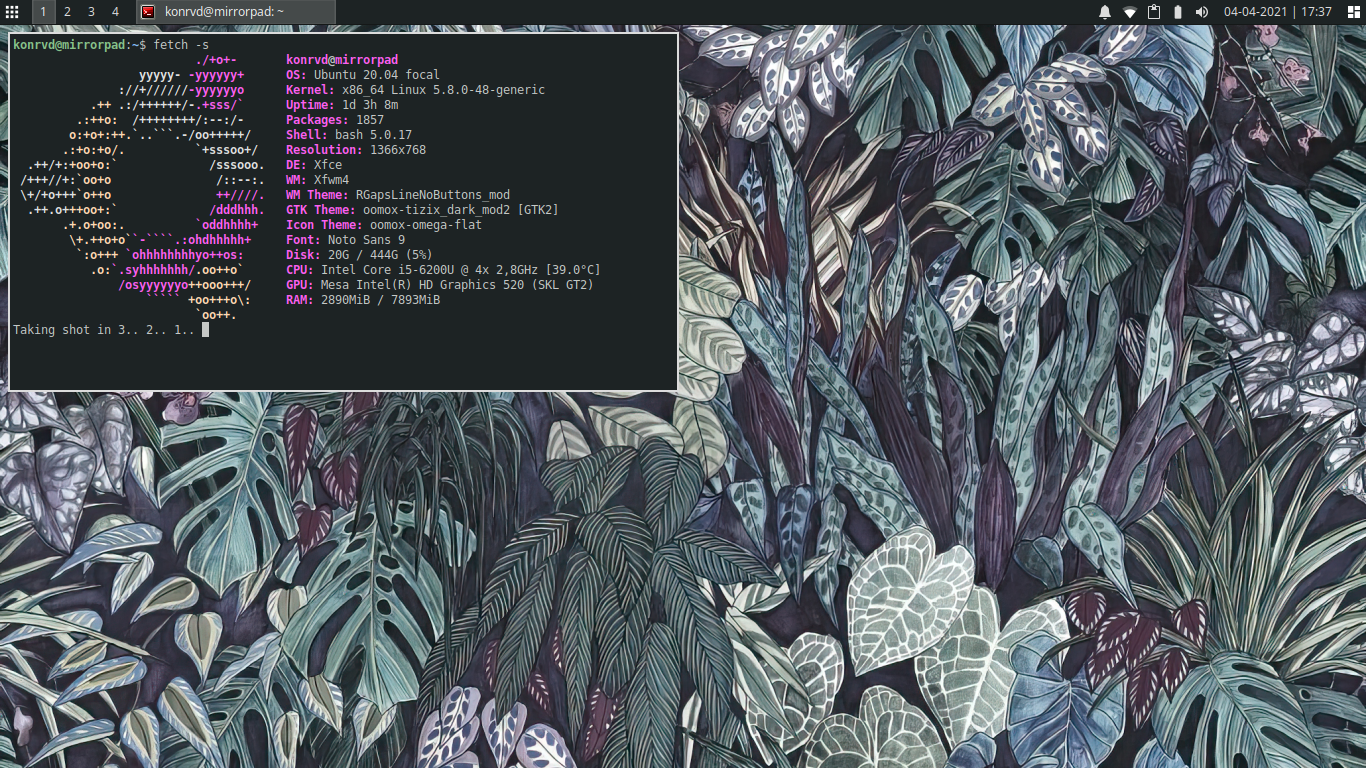 1 2 3 4 konrvd@mirrorpad: ~ 04-04-2021 | 17:37
konrvd@mirrorpad:~$ fetch -s
./+o+- konrvd@mirrorpad
yyyyy- -yyyyyy+ OS: Ubuntu 20.04 focal
://+//////-yyyyyyo Kernel: x86_64 Linux 5.8.0-48-generic
.++ .:/++++++/-.+sss/` Uptime: 1d 3h 8m
.:++o: /++++++++/:--:/- Packages: 1857
o:+o+:++.`..```.-/oo+++++/ Shell: bash 5.0.17
.:+o:+o/. `+sssoo+/ Resolution: 1366x768
.++/+:+oo+o:` /sssooo. DE: Xfce
/+++//+:`oo+o /::--:. WM: Xfwm4
\+/+o+++`o++o ++////. WM Theme: RGapsLineNoButtons_mod
.++.o+++oo+:` /dddhhh. GTK Theme: oomox-tizix_dark_mod2 [GTK2]
.+.o+oo:. `oddhhhh+ Icon Theme: oomox-omega-flat
\+.++o+o``-````.:ohdhhhhh+ Font: Noto Sans 9
`:o+++ `ohhhhhhhhyo++os: Disk: 20G / 444G (5%)
.o:`.syhhhhhhh/.oo++o` CPU: Intel Core i5-6200U @ 4x 2,8GHz [39.0°C]
/osyyyyyyo++ooo+++/ GPU: Mesa Intel(R) HD Graphics 520 (SKL GT2)
````` +oo+++o\: RAM: 2890MiB / 7893MiB
`oo++.
Taking shot in 3.. 2.. 1..